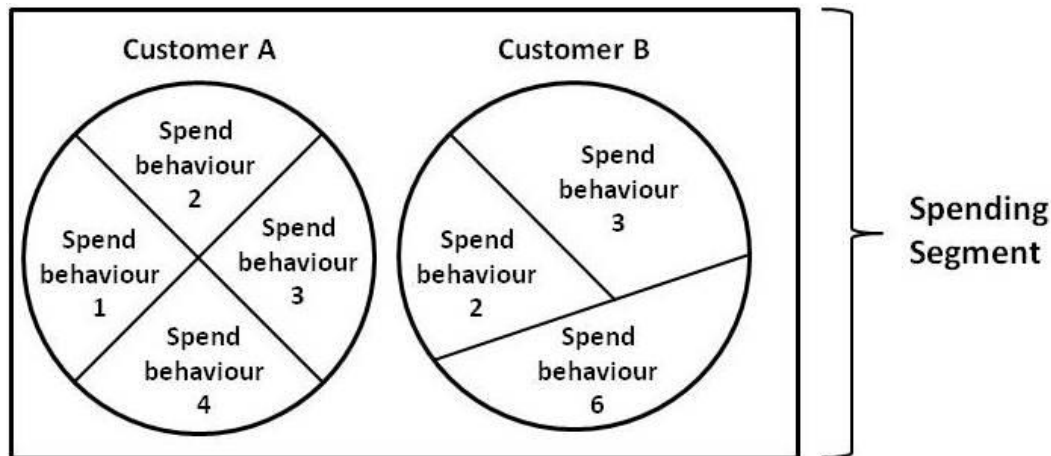 Customer A
Customer B
Spend
behaviour
2
Spend
behaviour
1
Spend
behaviour
3
Spend
behaviour
4
Spend
behaviour
3
Spend
behaviour
2
Spend
behaviour
6
Spending
Segment